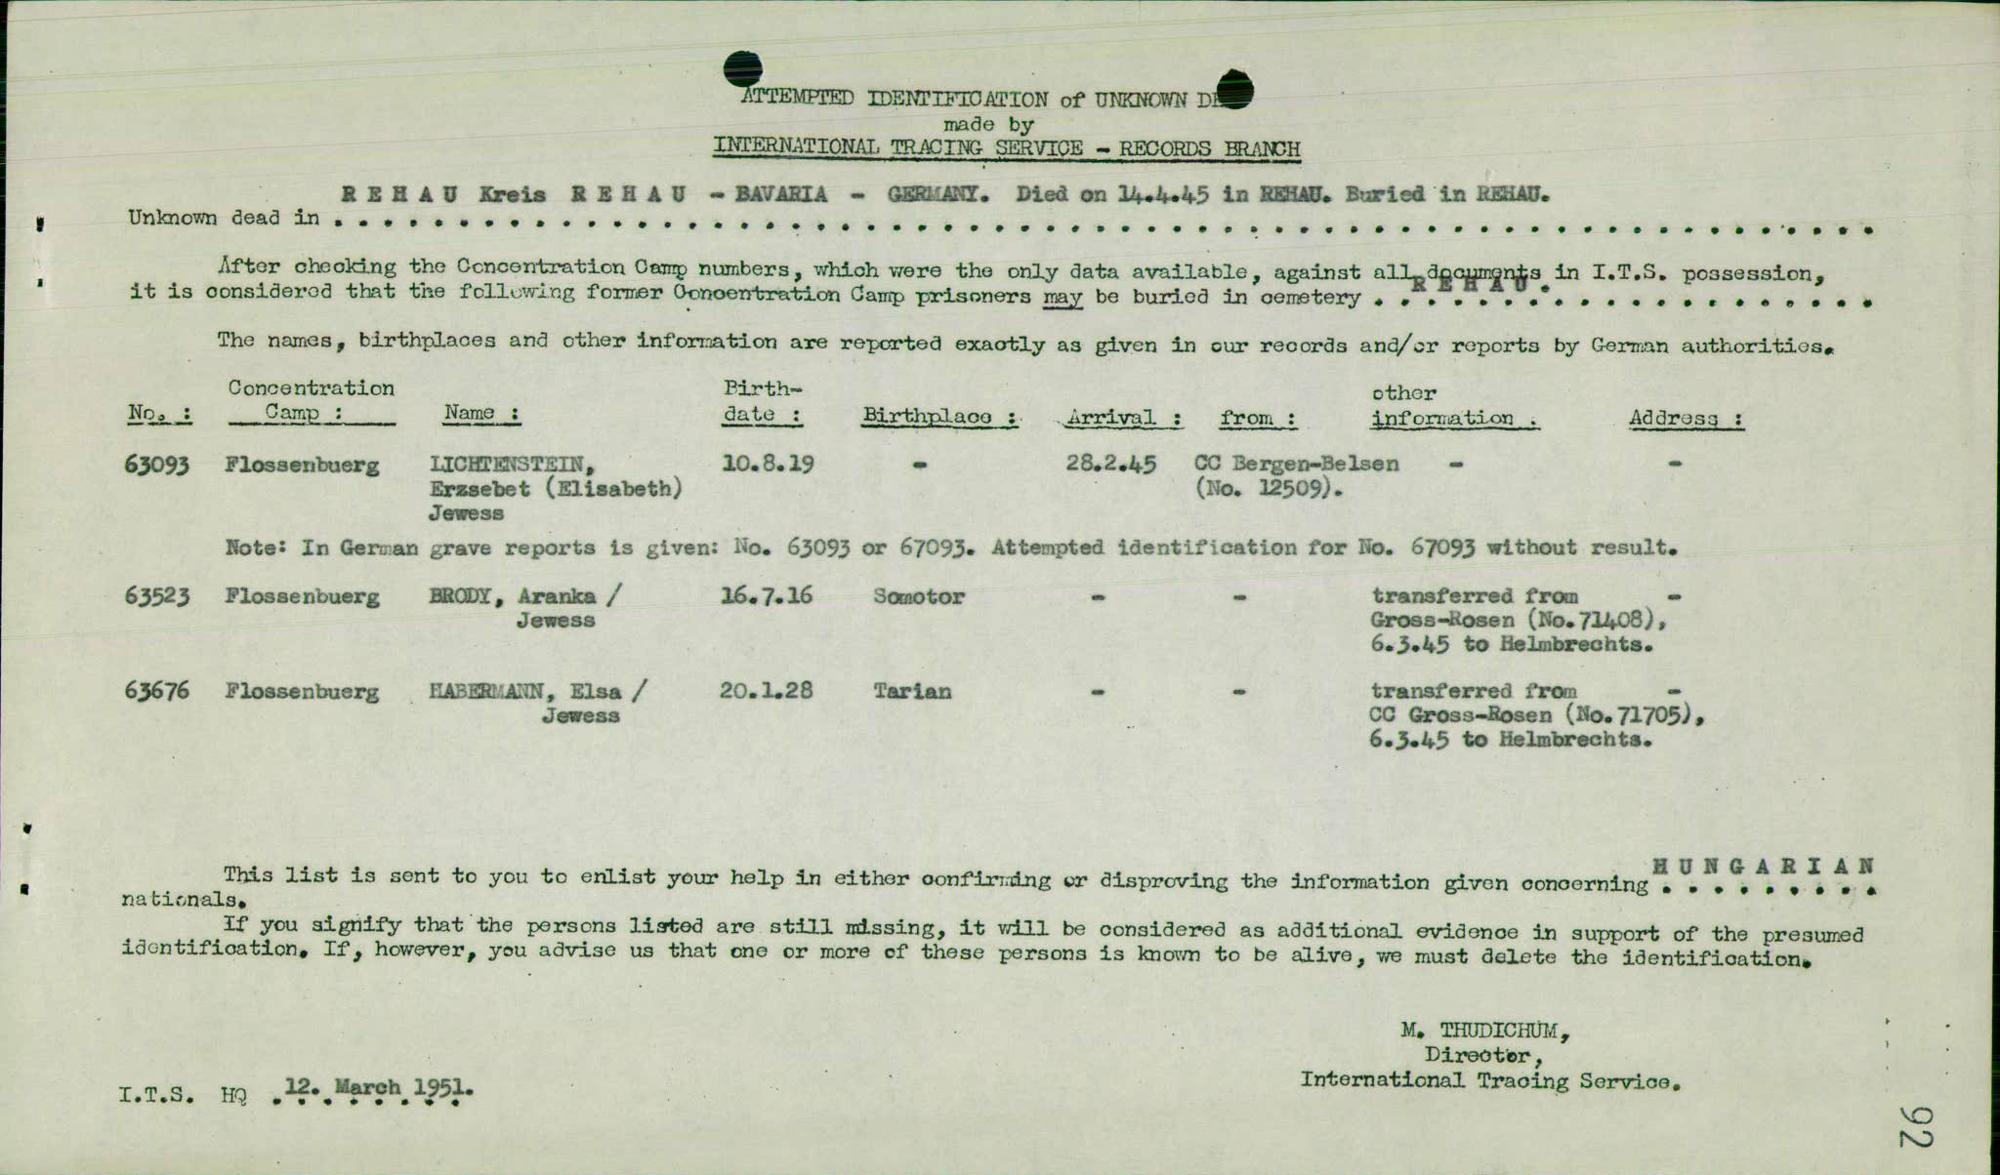 ATTEMPTED IDENTIFICATION of UNKNOWN
made by
INTERNATIONAL TRACING SERVICE - RECORDS BRANCH
R E H A U Kreis R E H A U - BAVARIA - GERMANY. Died on 14.4.45 in REHAU. Buried in REHAU.
Unknown dead in . . . . . . . . . . . . . . . . . . . . . . . . . . . . . . . . . . . . . . . . . . . . . . . . . . . . . . . . . . . .
After checking the Concentration Camp numbers, which were the only data available, against all documents in I.T.S. possession,
it is considered that the following former Concentration Camp prisoners may be buried in cemetery R E H A U .
The names, birthplaces and other information are reported exactly as given in our records and/or reports by German authorities.
No. : Concentration Camp : Name : Birth-date : Birthplace : Arrival : from : other information : Address :
63093 Flossenbuerg LICHTENSTEIN, 10.8.19 - 28.2.45 CC Bergen-Belsen - -
Erzsebet (Elisabeth) (No. 12509).
Jewess
Note: In German grave reports is given: No. 63093 or 67093. Attempted identification for No. 67093 without result.
63523 Flossenbuerg BRODY, Aranka / 16.7.16 Somotor - - transferred from -
Jewess Gross-Rosen (No.71408),
6.3.45 to Helmbrechts.
63676 Flossenbuerg HABERMANN, Elsa / 20.1.28 Tarian - - transferred from -
Jewess CC Gross-Rosen (No.71705),
6.3.45 to Helmbrechts.
This list is sent to you to enlist your help in either confirming or disproving the information given concerning H U N G A R I A N
nationals.
If you signify that the persons listed are still missing, it will be considered as additional evidence in support of the presumed
identification. If, however, you advise us that one or more of these persons is known to be alive, we must delete the identification.
M. THUDICHUM,
Director,
International Tracing Service.
I.T.S. HQ 12. March 1951.
92